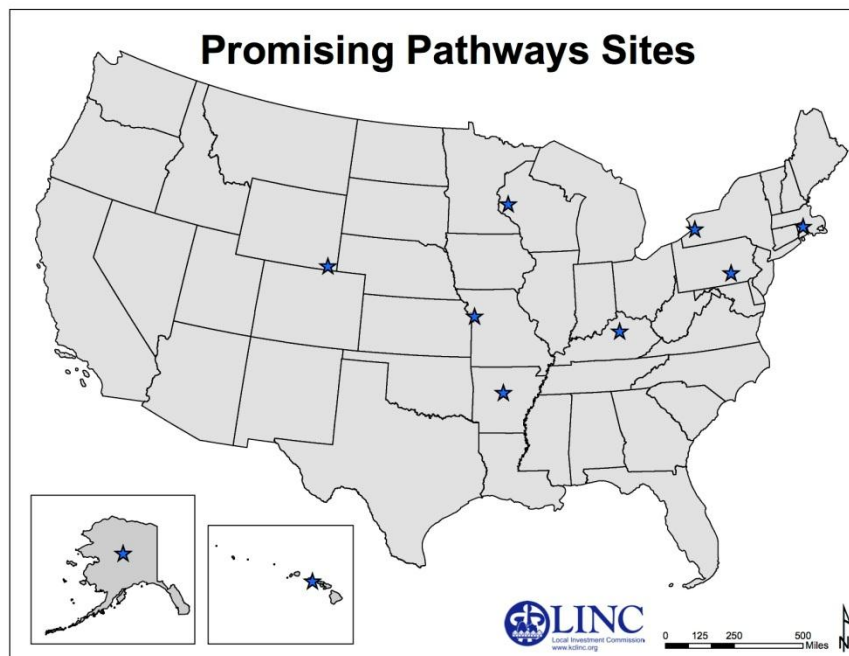 Promising Pathways Sites
LINC
Local Investment Commission
www.kclinc.org
0 125 250 500
Miles
N